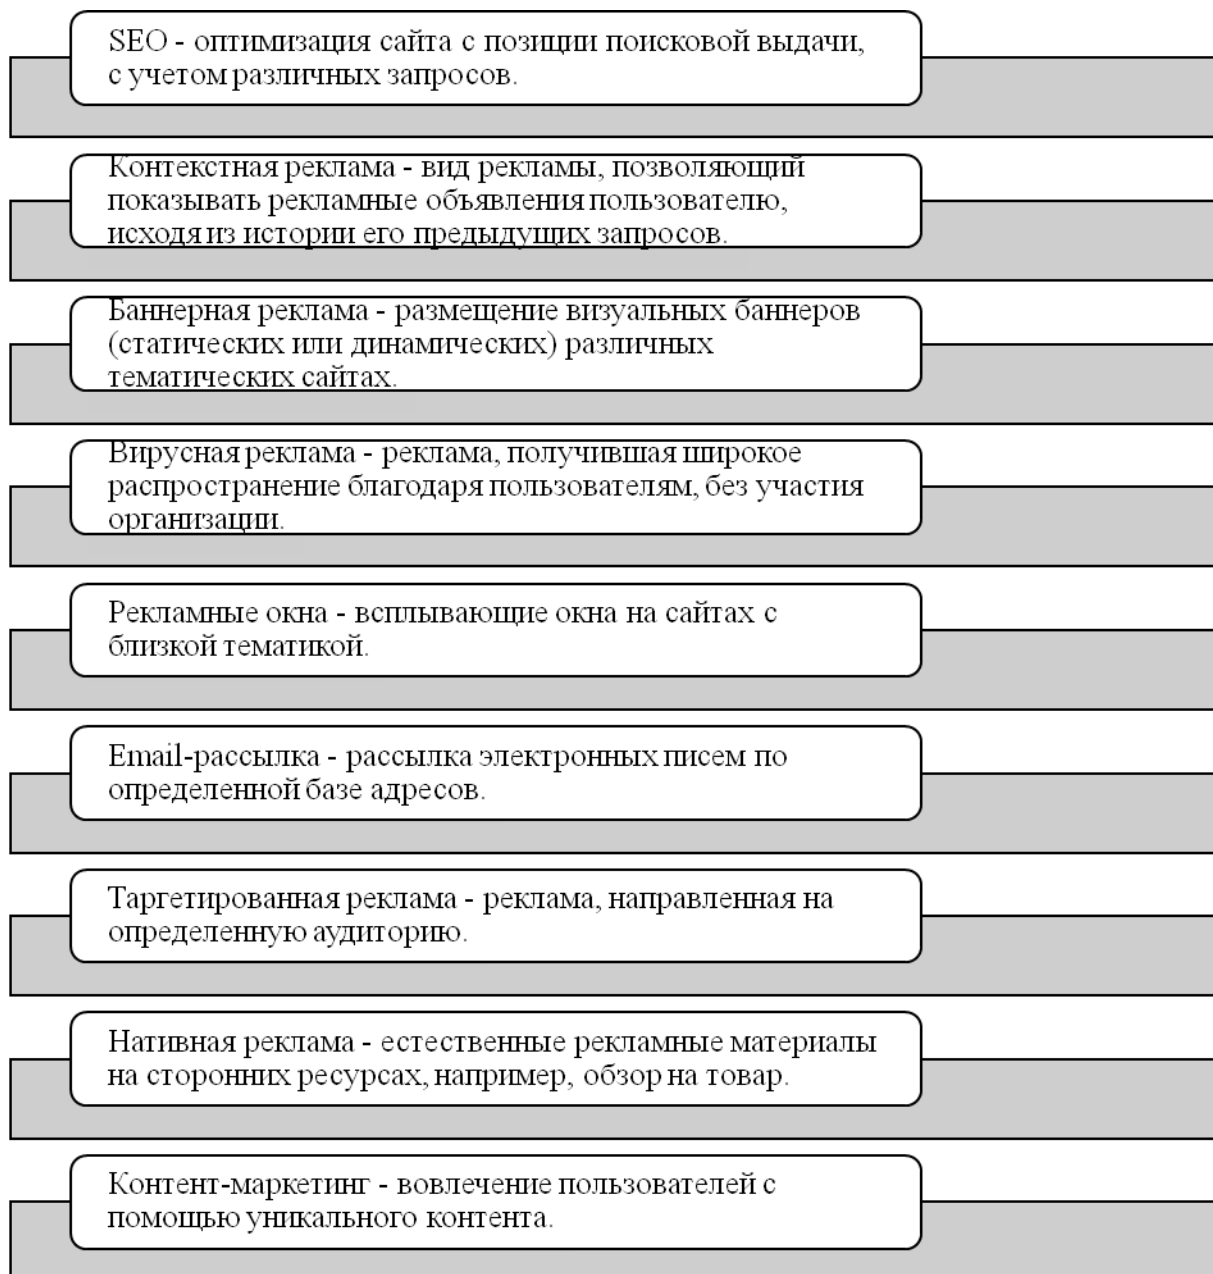 SEO - оптимизация сайта с позиции поисковой выдачи,
с учетом различных запросов.
Контекстная реклама - вид рекламы, позволяющий
показывать рекламные объявления пользователю,
исходя из истории его предыдущих запросов.
Баннерная реклама - размещение визуальных баннеров
(статических или динамических) различных
тематических сайтах.
Вирусная реклама - реклама, получившая широкое
распространение благодаря пользователям, без участия
организации.
Рекламные окна - всплывающие окна на сайтах с
близкой тематикой.
Email-рассылка - рассылка электронных писем по
определенной базе адресов.
Таргетированная реклама - реклама, направленная на
определенную аудиторию.
Нативная реклама - естественные рекламные материалы
на сторонних ресурсах, например, обзор на товар.
Контент-маркетинг - вовлечение пользователей с
помощью уникального контента.